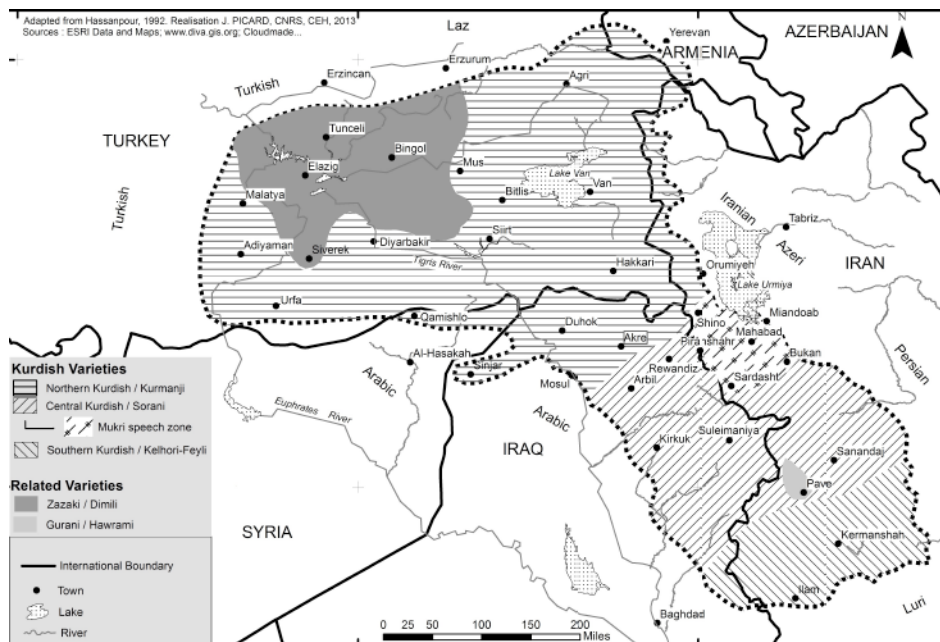 Adapted from Hassanpour, 1992. Realisation J. PICARD, CNRS, CEH, 2013
Sources : ESRI Data and Maps; www.diva.gis.org; Cloudmade...
Laz
N
Yerevan
AZERBAIJAN
ARMENIA
Erzurum
Erzincan
Agri
Turkish
TURKEY
Tunceli
Bingol
Mus
Elazig
Lake Van
Van
Bitlis
Malatya
Turkish
Iranian
Tabriz
Siirt
Adiyaman
Siverek
Diyarbakir
Azeri
Tigris River
Hakkari
Orumiyeh
IRAN
Lake Urmiya
Urfa
Qamishlo
Shino
Miandoab
Duhok
Mahabad
Akre
Piranshahr
Al-Hasakah
Rewandiz
Bukan
Persian
Sinjar
Mosul
Arbil
Sardasht
Arabic
Arabic
Euphrates River
Suleimaniya
Kirkuk
IRAQ
Sanandaj
Pave
SYRIA
Kermanshan
Ilam
Luri
Baghdad
Kurdish Varieties
Northern Kurdish / Kurmanji
Central Kurdish / Sorani
Mukri speech zone
Southern Kurdish / Kelhori-Feyli
Related Varieties
Zazaki / Dimili
Gurani / Hawrami
International Boundary
Town
Lake
River
0 25 50 100 150 200
Miles